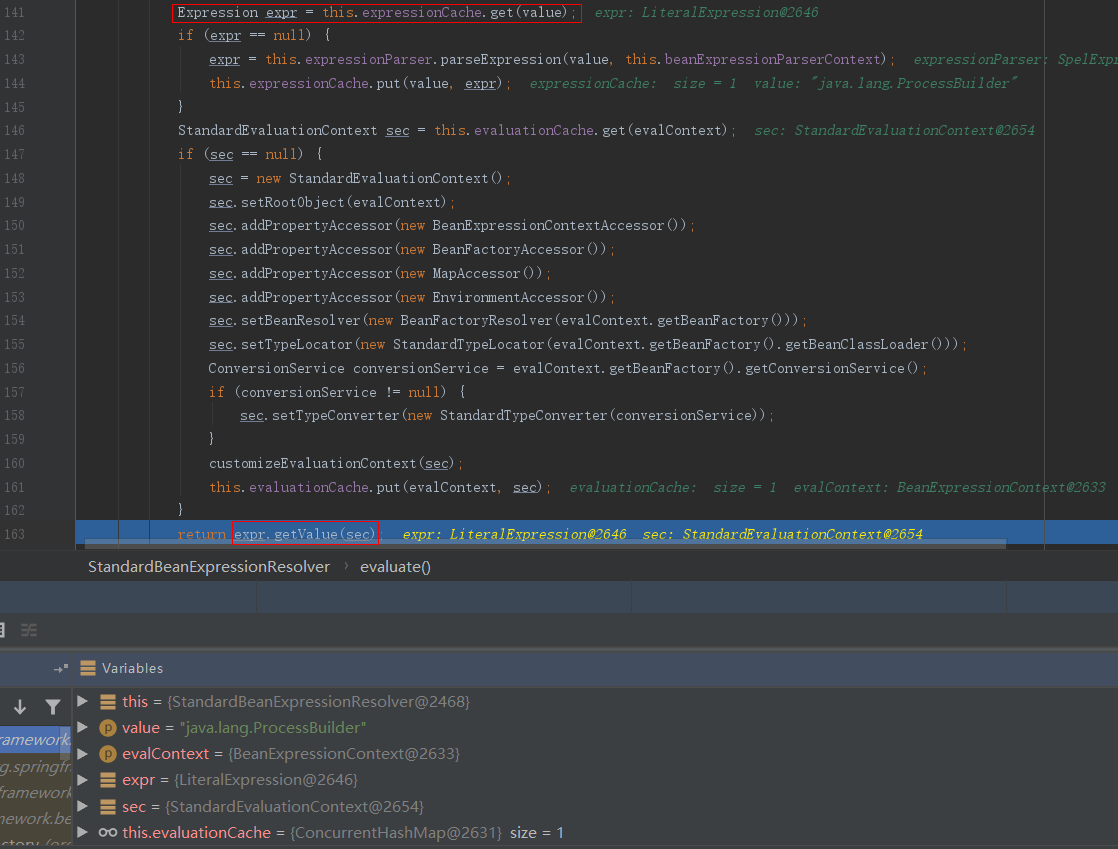 141 Expression expr = this.expressionCache.get(value); expr: LiteralExpression@2646
142 if (expr == null) {
143 expr = this.expressionParser.parseExpression(value, this.beanExpressionParserContext); expressionParser: SpelExpr
144 this.expressionCache.put(value, expr); expressionCache: size = 1 value: "java.lang.ProcessBuilder"
145 }
146 StandardEvaluationContext sec = this.evaluationCache.get(evalContext); sec: StandardEvaluationContext@2654
147 if (sec == null) {
148 sec = new StandardEvaluationContext();
149 sec.setRootObject(evalContext);
150 sec.addPropertyAccessor(new BeanExpressionContextAccessor());
151 sec.addPropertyAccessor(new BeanFactoryAccessor());
152 sec.addPropertyAccessor(new MapAccessor());
153 sec.addPropertyAccessor(new EnvironmentAccessor());
154 sec.setBeanResolver(new BeanFactoryResolver(evalContext.getBeanFactory()));
155 sec.setTypeLocator(new StandardTypeLocator(evalContext.getBeanFactory().getBeanClassLoader()));
156 ConversionService conversionService = evalContext.getBeanFactory().getConversionService();
157 if (conversionService != null) {
158 sec.setTypeConverter(new StandardTypeConverter(conversionService));
159 }
160 customizeEvaluationContext(sec);
161 this.evaluationCache.put(evalContext, sec); evaluationCache: size = 1 evalContext: BeanExpressionContext@2633
162 }
163 return expr.getValue(sec) expr: LiteralExpression@2646 sec: StandardEvaluationContext@2654
StandardBeanExpressionResolver › evaluate()
Variables
this = {StandardBeanExpressionResolver@2468}
value = "java.lang.ProcessBuilder"
ramework. evalContext = {BeanExpressionContext@2633}
g.springfr expr = {LiteralExpression@2646}
framework sec = {StandardEvaluationContext@2654}
nework.be this.evaluationCache = {ConcurrentHashMap@2631} size = 1